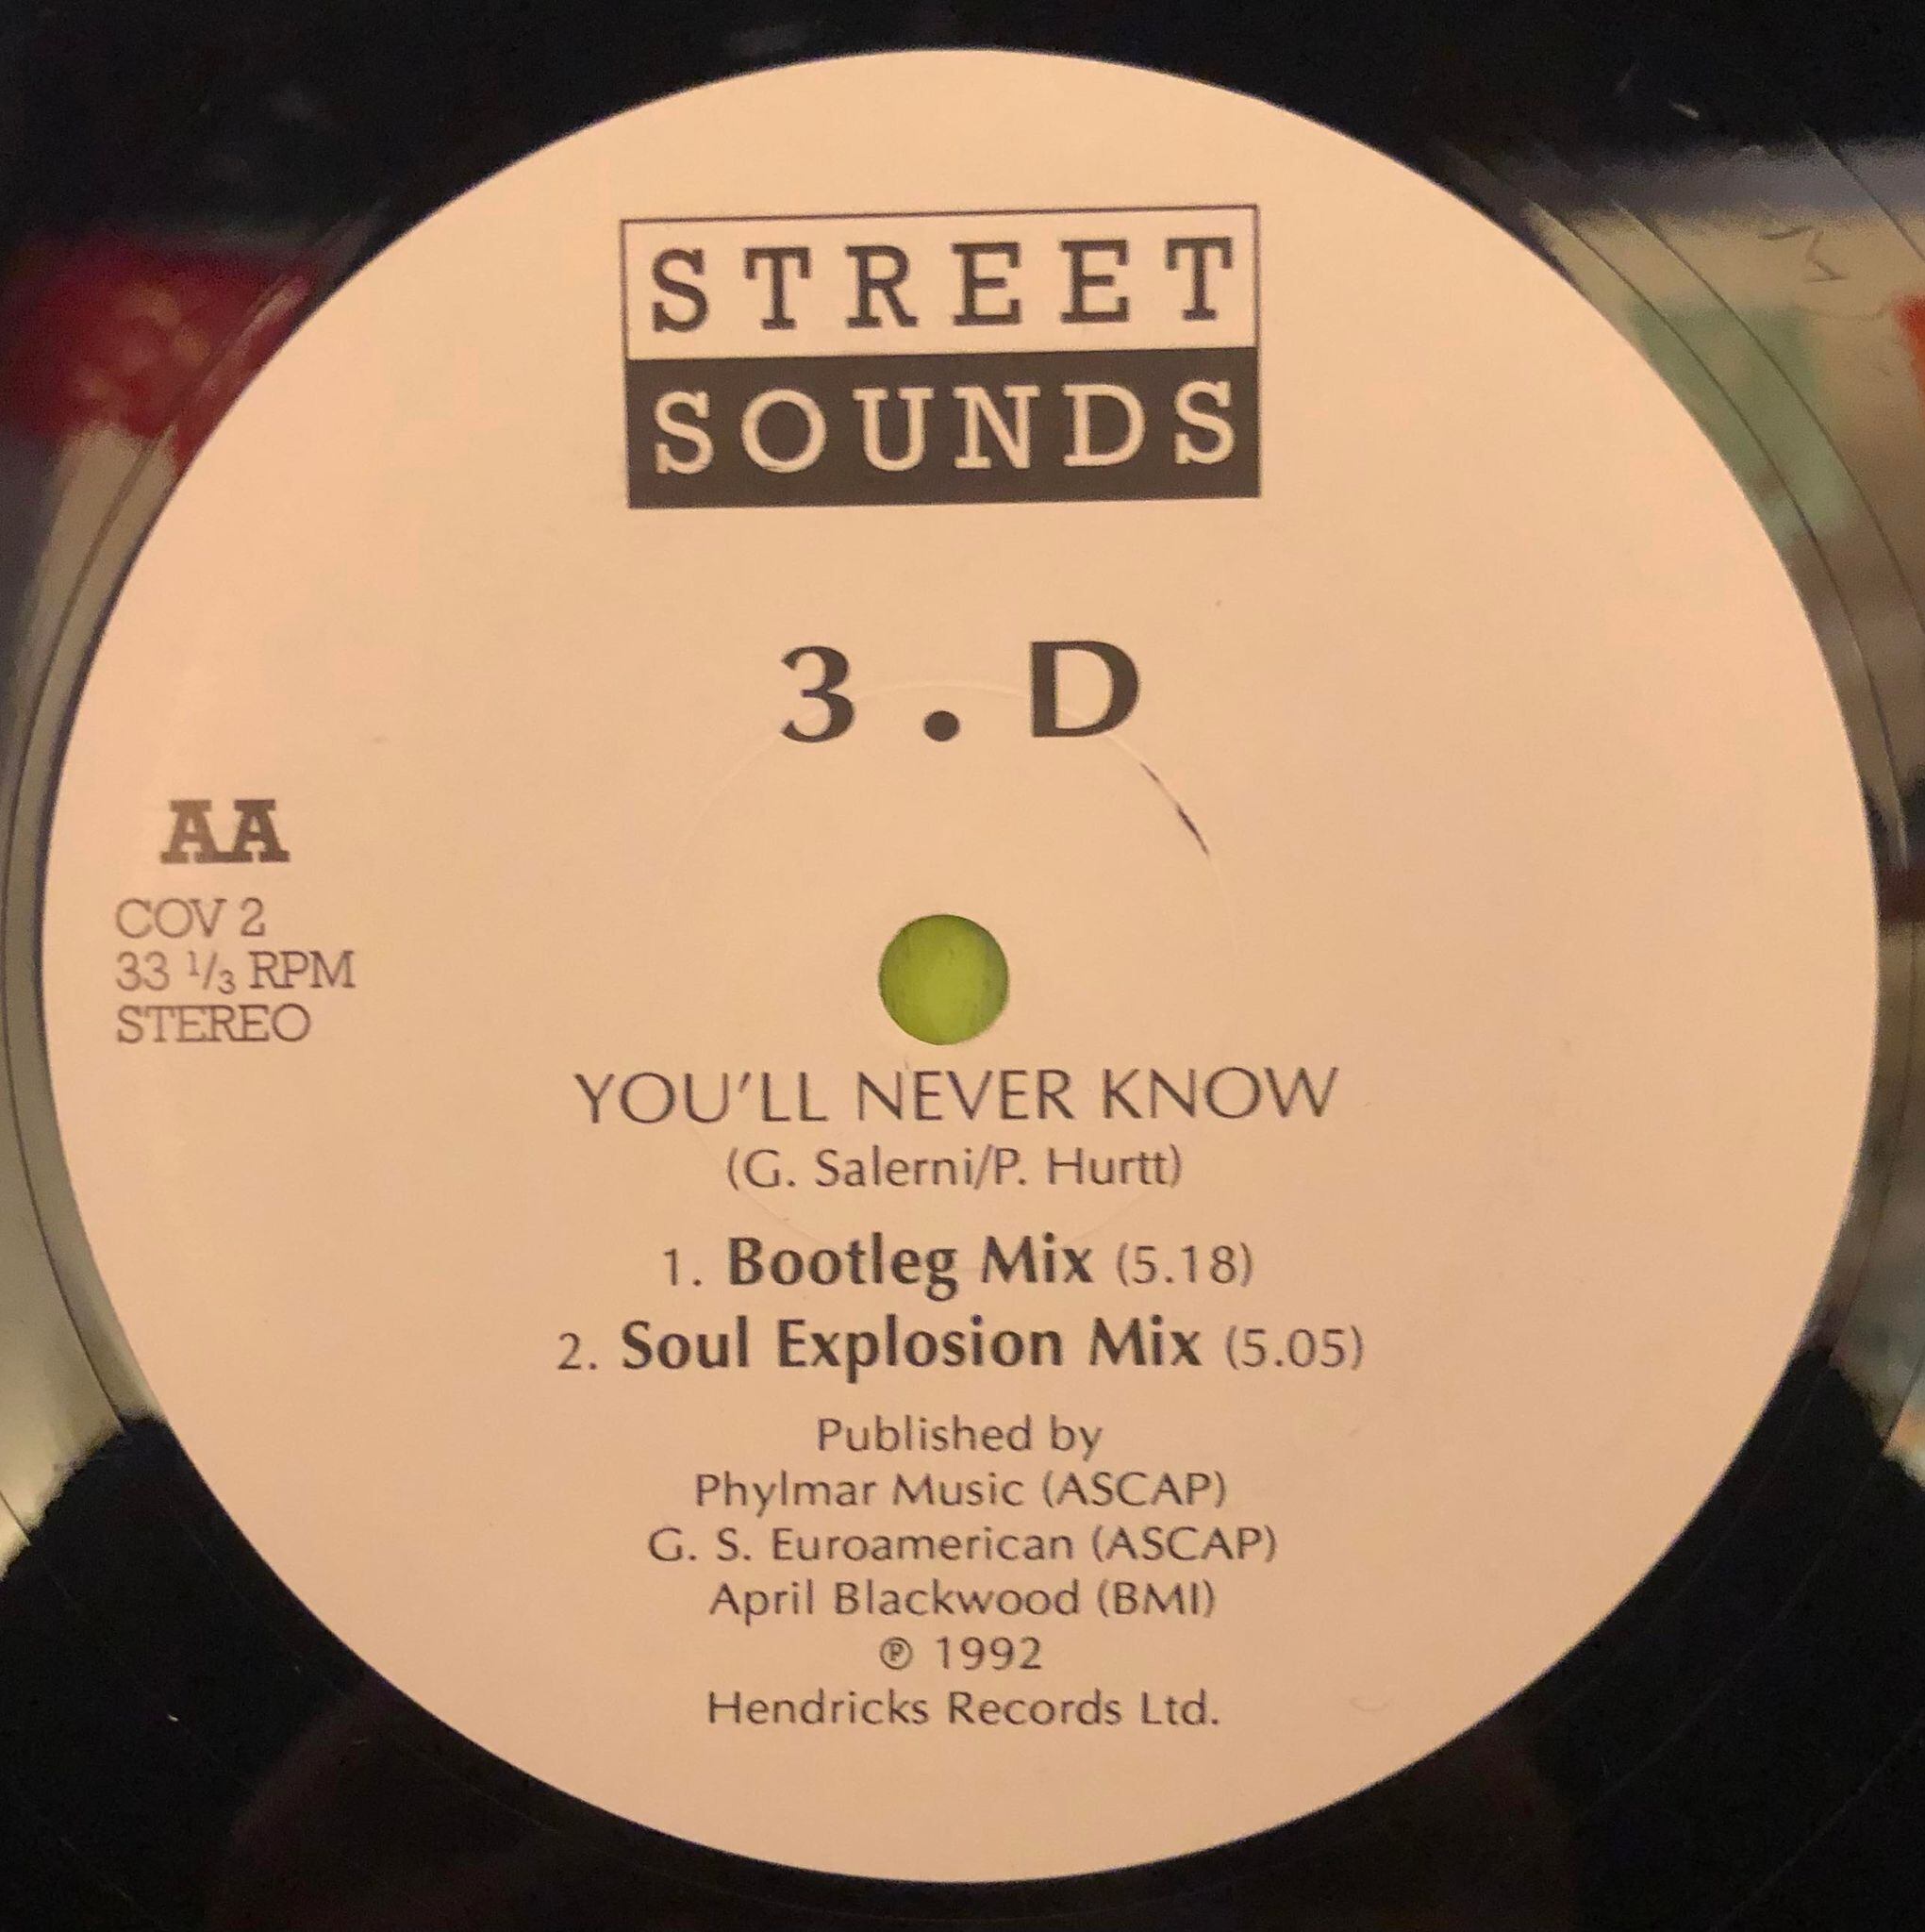 STREET
SOUNDS
3 . D
AA
COV 2
33 1/3 RPM
STEREO
YOU'LL NEVER KNOW
(G. Salerni/P. Hurtt)
1. Bootleg Mix (5.18)
2. Soul Explosion Mix (5.05)
Published by
Phylmar Music (ASCAP)
G. S. Euroamerican (ASCAP)
April Blackwood (BMI)
℗ 1992
Hendricks Records Ltd.